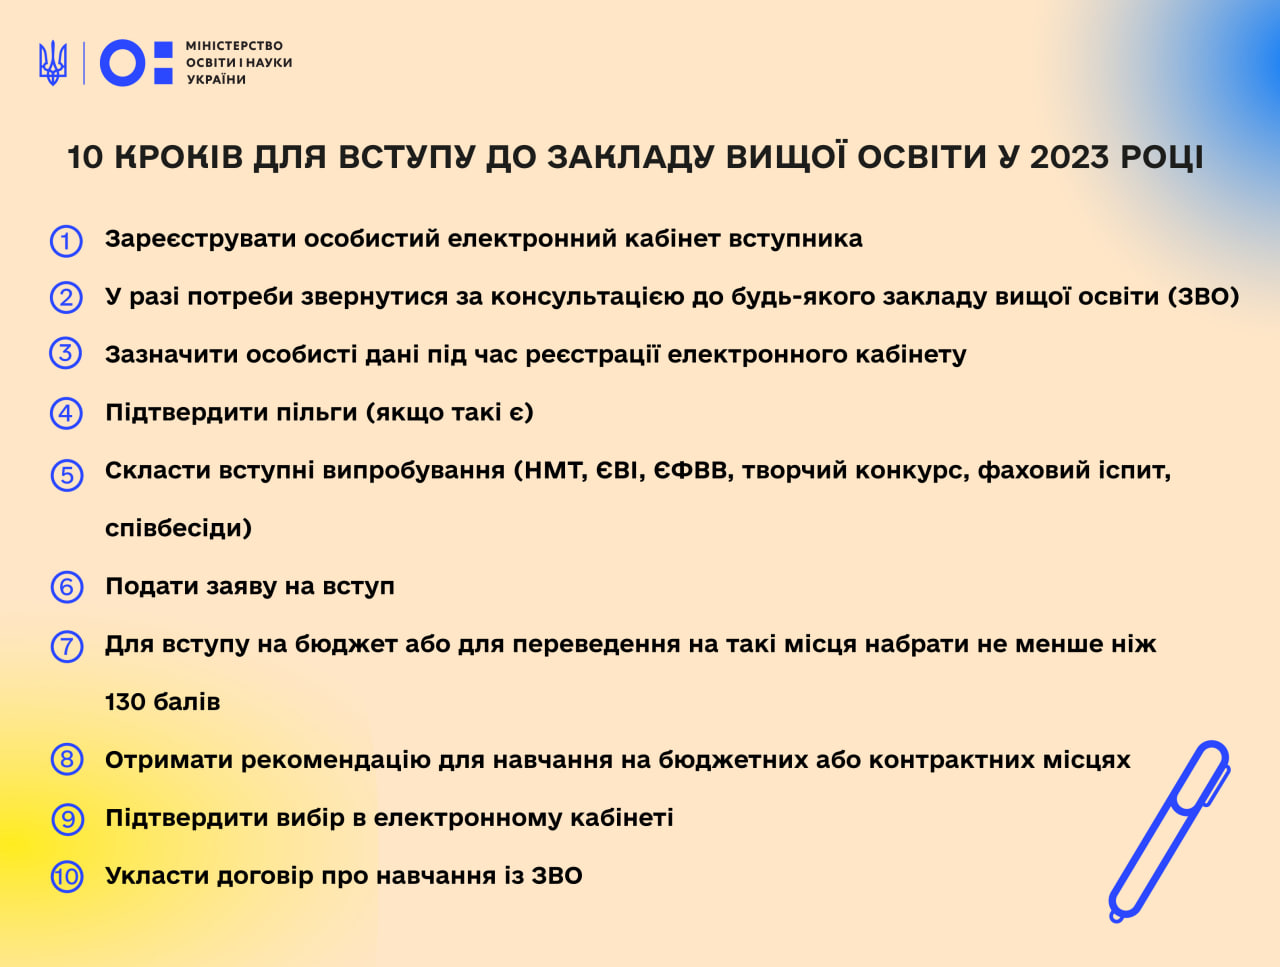 МІНІСТЕРСТВО
ОСВІТИ І НАУКИ
УКРАЇНИ
10 КРОКІВ ДЛЯ ВСТУПУ ДО ЗАКЛАДУ ВИЩОЇ ОСВІТИ У 2023 РОЦІ
1 Зареєструвати особистий електронний кабінет вступника
2 У разі потреби звернутися за консультацією до будь-якого закладу вищої освіти (ЗВО)
3 Зазначити особисті дані під час реєстрації електронного кабінету
4 Підтвердити пільги (якщо такі є)
5 Скласти вступні випробування (НМТ, ЄВІ, ЄФВВ, творчий конкурс, фаховий іспит,
співбесіди)
6 Подати заяву на вступ
7 Для вступу на бюджет або для переведення на такі місця набрати не менше ніж
130 балів
8 Отримати рекомендацію для навчання на бюджетних або контрактних місцях
9 Підтвердити вибір в електронному кабінеті
10 Укласти договір про навчання із ЗВО